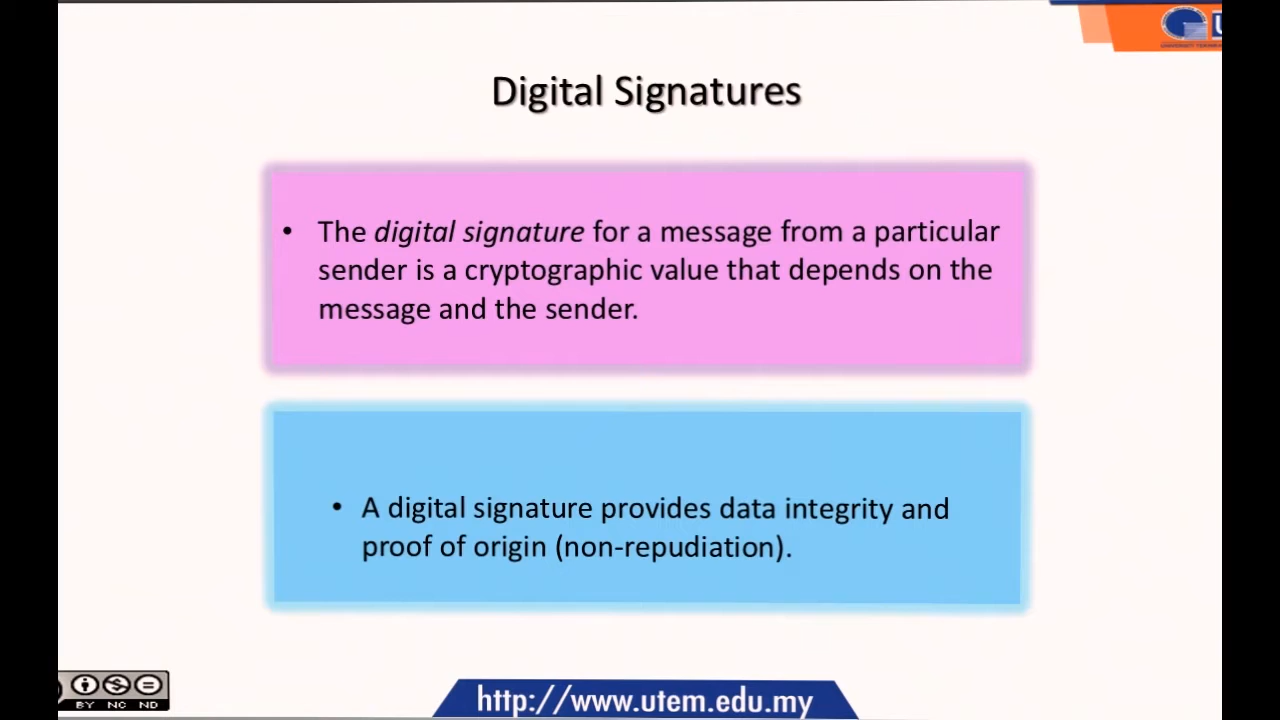 Digital Signatures
• The digital signature for a message from a particular
sender is a cryptographic value that depends on the
message and the sender.
• A digital signature provides data integrity and
proof of origin (non-repudiation).
BY NC ND
http://www.utem.edu.my